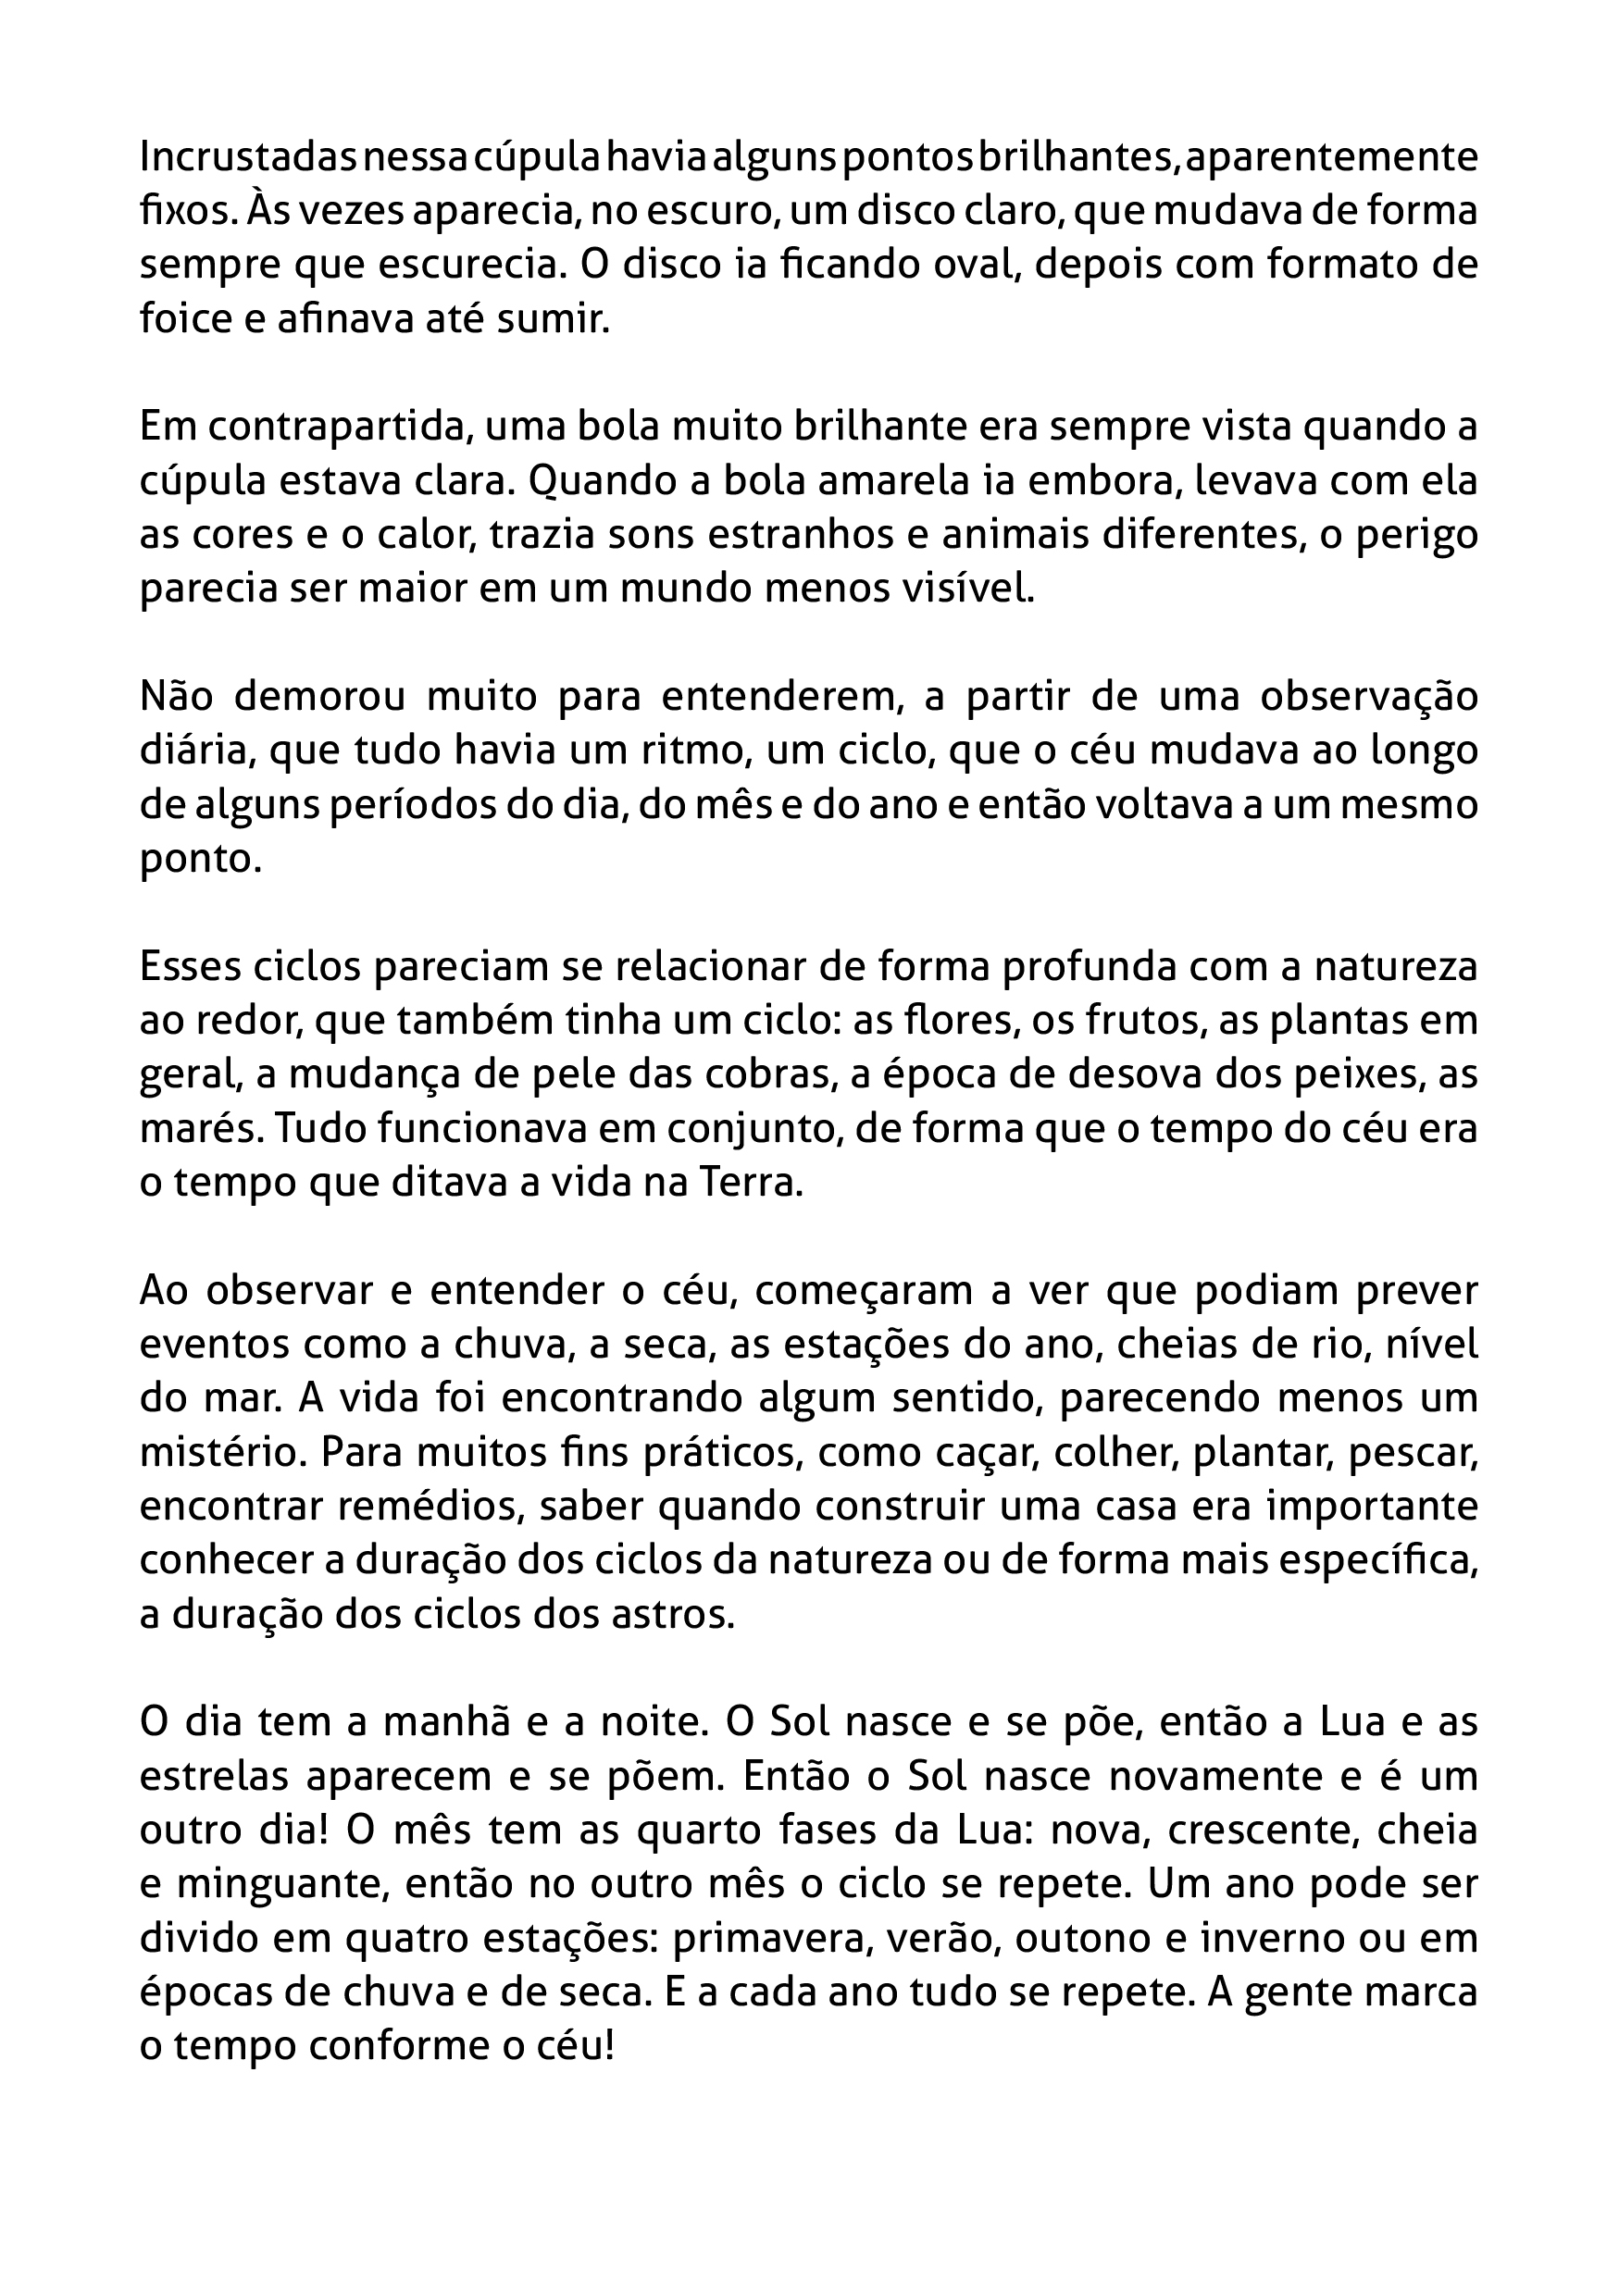 Incrustadas nessa cúpula havia alguns pontos brilhantes, aparentemente
fixos. Às vezes aparecia, no escuro, um disco claro, que mudava de forma
sempre que escurecia. O disco ia ficando oval, depois com formato de
foice e afinava até sumir.
Em contrapartida, uma bola muito brilhante era sempre vista quando a
cúpula estava clara. Quando a bola amarela ia embora, levava com ela
as cores e o calor, trazia sons estranhos e animais diferentes, o perigo
parecia ser maior em um mundo menos visível.
Não demorou muito para entenderem, a partir de uma observação
diária, que tudo havia um ritmo, um ciclo, que o céu mudava ao longo
de alguns períodos do dia, do mês e do ano e então voltava a um mesmo
ponto.
Esses ciclos pareciam se relacionar de forma profunda com a natureza
ao redor, que também tinha um ciclo: as flores, os frutos, as plantas em
geral, a mudança de pele das cobras, a época de desova dos peixes, as
marés. Tudo funcionava em conjunto, de forma que o tempo do céu era
o tempo que ditava a vida na Terra.
Ao observar e entender o céu, começaram a ver que podiam prever
eventos como a chuva, a seca, as estações do ano, cheias de rio, nível
do mar. A vida foi encontrando algum sentido, parecendo menos um
mistério. Para muitos fins práticos, como caçar, colher, plantar, pescar,
encontrar remédios, saber quando construir uma casa era importante
conhecer a duração dos ciclos da natureza ou de forma mais específica,
a duração dos ciclos dos astros.
O dia tem a manhã e a noite. O Sol nasce e se põe, então a Lua e as
estrelas aparecem e se põem. Então o Sol nasce novamente e é um
outro dia! O mês tem as quarto fases da Lua: nova, crescente, cheia
e minguante, então no outro mês o ciclo se repete. Um ano pode ser
divido em quatro estações: primavera, verão, outono e inverno ou em
épocas de chuva e de seca. E a cada ano tudo se repete. A gente marca
o tempo conforme o céu!